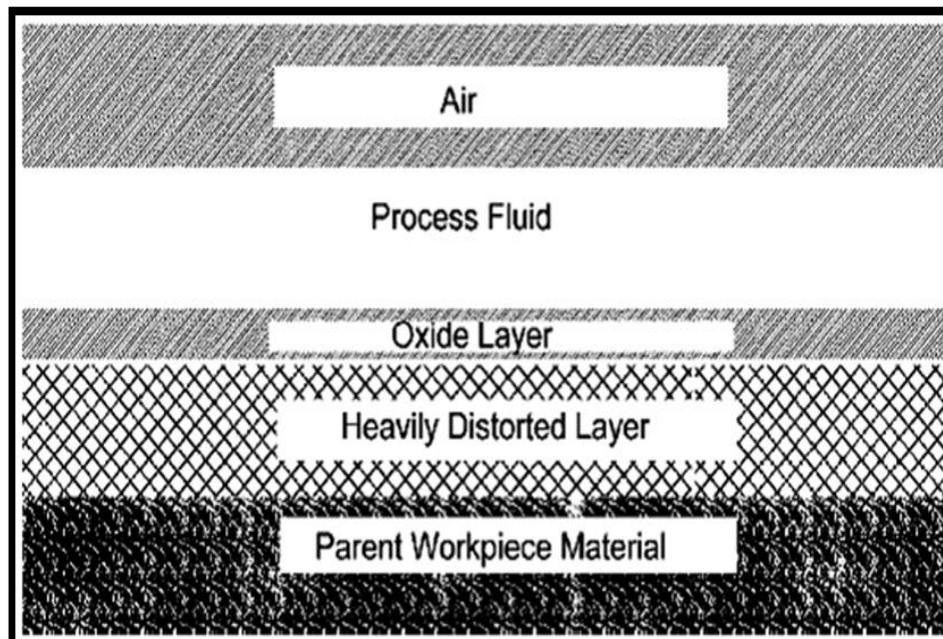 Air
Process Fluid
Oxide Layer
Heavily Distorted Layer
Parent Workpiece Material